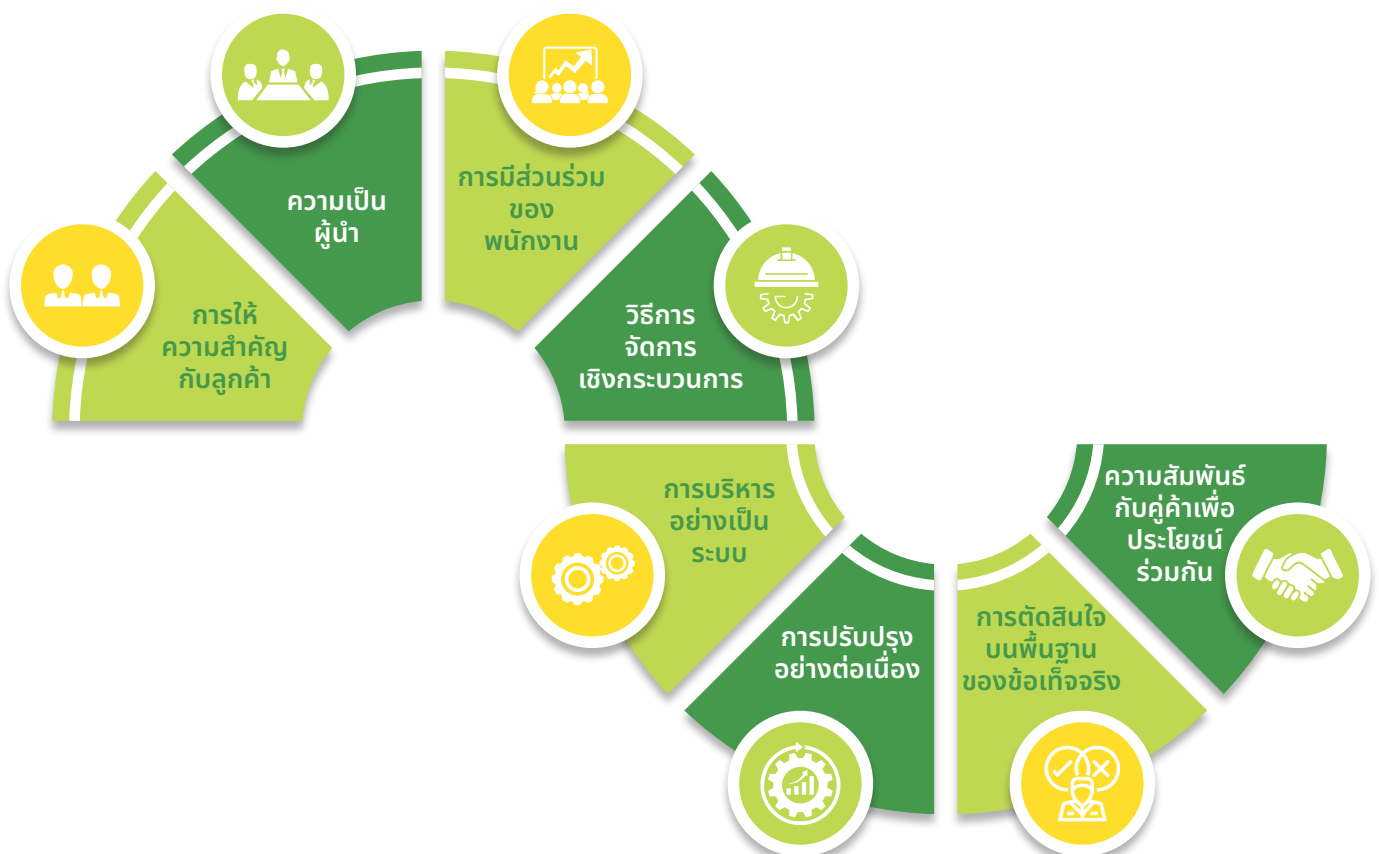 การให้
ความสำคัญ
กับลูกค้า
ความเป็น
ผู้นำ
การมีส่วนร่วม
ของ
พนักงาน
วิธีการ
จัดการ
เชิงกระบวนการ
การบริหาร
อย่างเป็น
ระบบ
การปรับปรุง
อย่างต่อเนื่อง
การตัดสินใจ
บนพื้นฐาน
ของข้อเท็จจริง
ความสัมพันธ์
กับคู่ค้าเพื่อ
ประโยชน์
ร่วมกัน